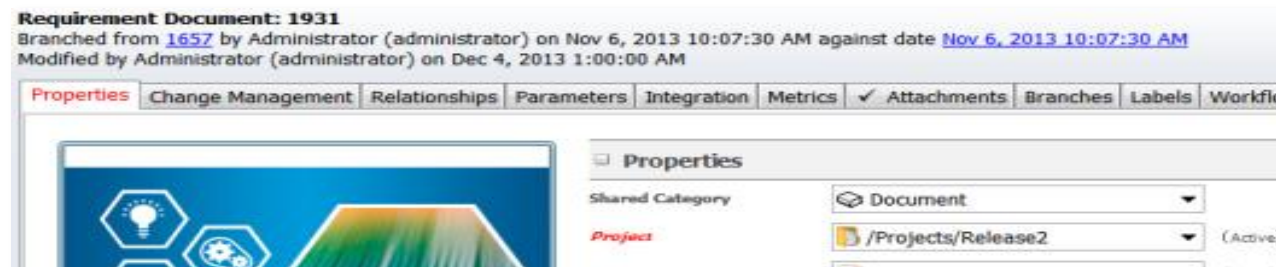 Requirement Document: 1931
Branched from 1657 by Administrator (administrator) on Nov 6, 2013 10:07:30 AM against date Nov 6, 2013 10:07:30 AM
Modified by Administrator (administrator) on Dec 4, 2013 1:00:00 AM
Properties Change Management Relationships Parameters Integration Metrics ✓ Attachments Branches Labels
Properties
Shared Category Document
Project /Projects/Release2 (Active